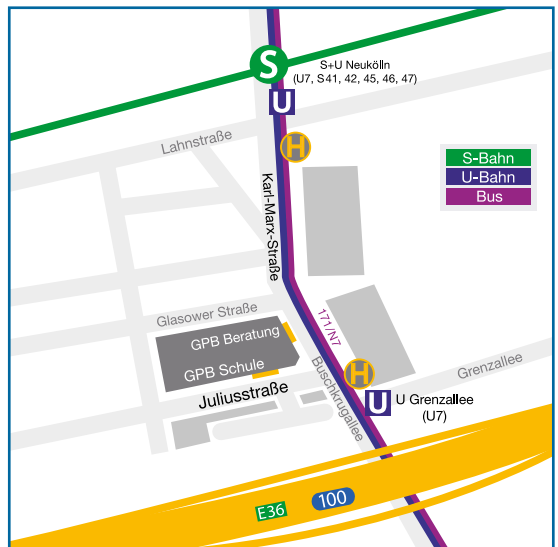 S
S+U Neukölln
(U7, S41, 42, 45, 46, 47)
U
Lahnstraße
H
S-Bahn
U-Bahn
Bus
Karl-Marx-Straße
Glasower Straße
171/N7
GPB Beratung
GPB Schule
Buschkrugallee
H
Grenzallee
Juliusstraße
U
U Grenzallee
(U7)
E36
100